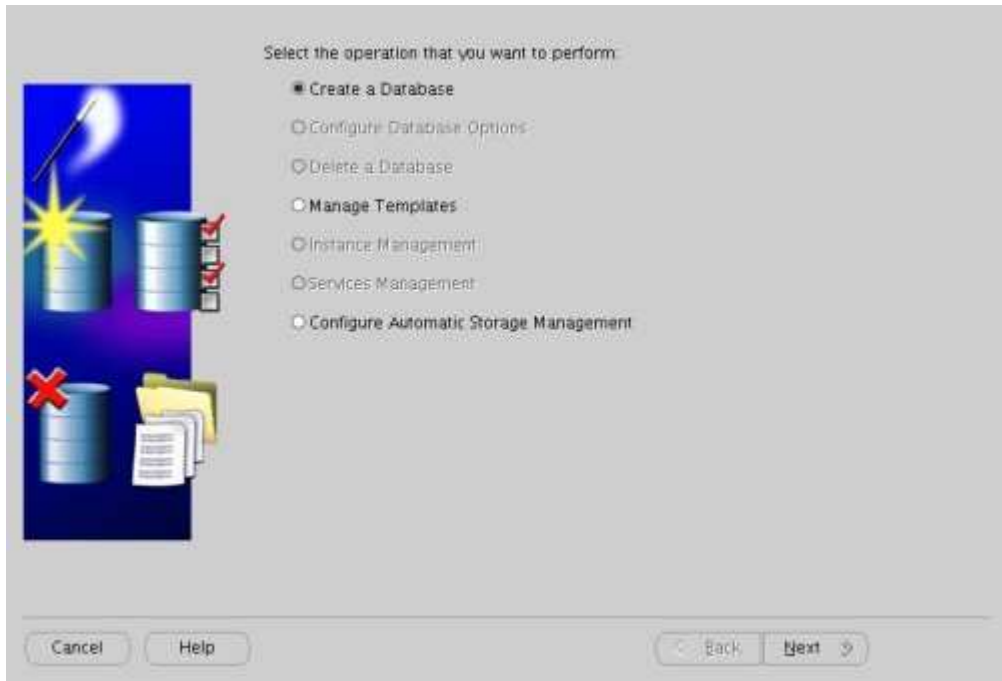 Select the operation that you want to perform:
Create a Database
Configure Database Options
Delete a Database
Manage Templates
Instance Management
Services Management
Configure Automatic Storage Management
Cancel
Help
Back
Next